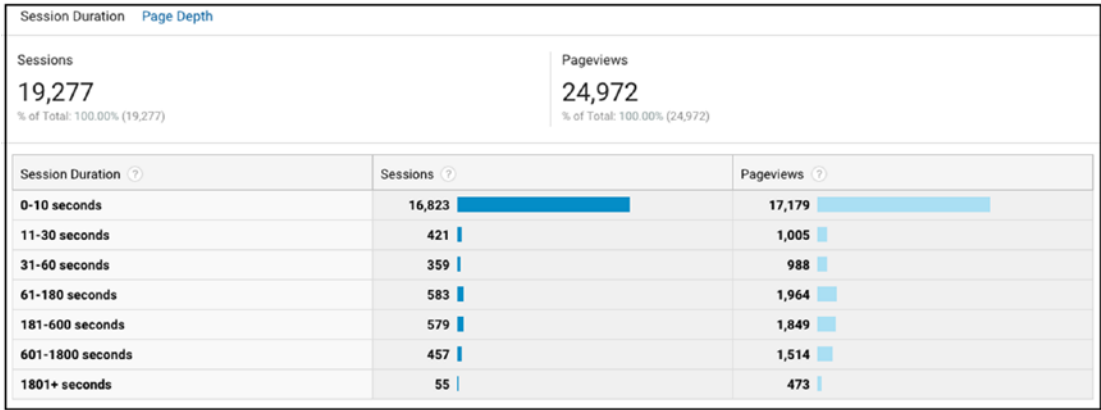 Session Duration Page Depth
Sessions Pageviews
19,277 24,972
% of Total: 100.00% (19,277) % of Total: 100.00% (24,972)
Session Duration ? Sessions ? Pageviews ?
0-10 seconds 16,823 17,179
11-30 seconds 421 1,005
31-60 seconds 359 988
61-180 seconds 583 1,964
181-600 seconds 579 1,849
601-1800 seconds 457 1,514
1801+ seconds 55 473